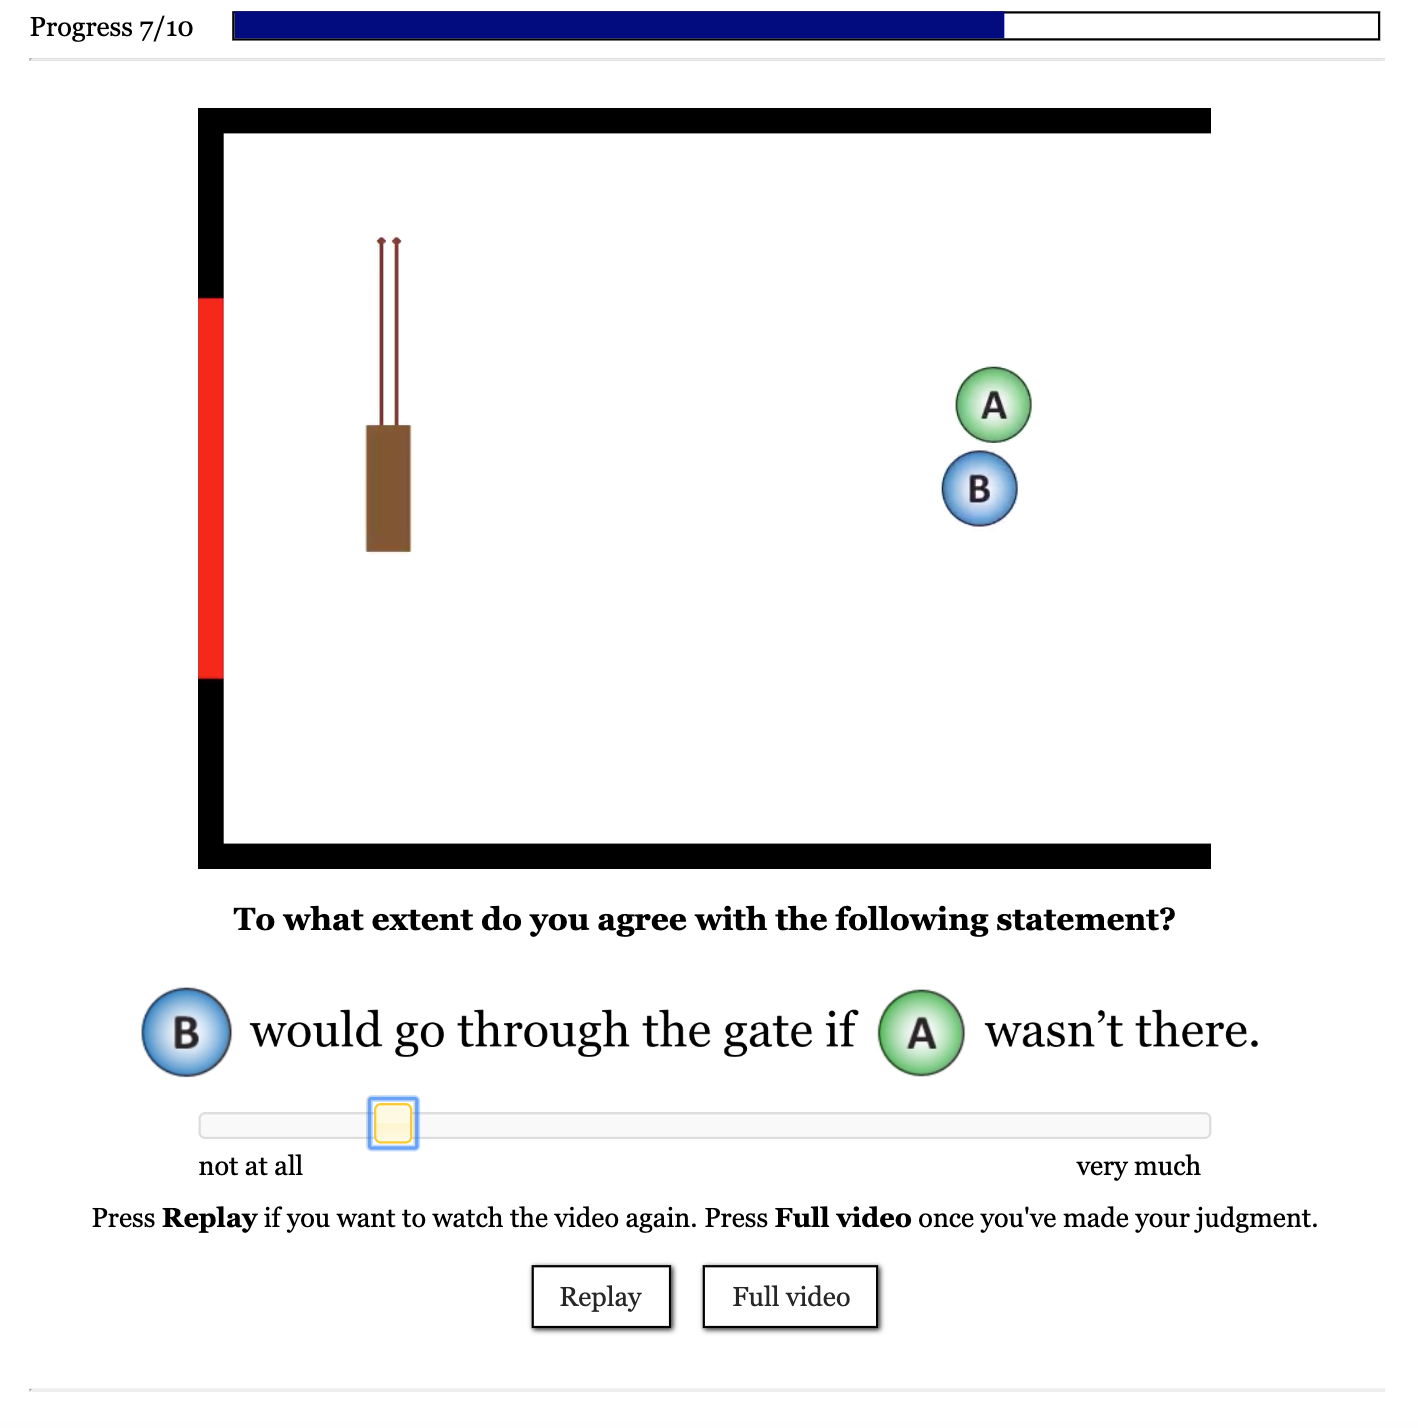 Progress 7/10
A
B
To what extent do you agree with the following statement?
B would go through the gate if A wasn’t there.
not at all very much
Press Replay if you want to watch the video again. Press Full video once you've made your judgment.
Replay Full video